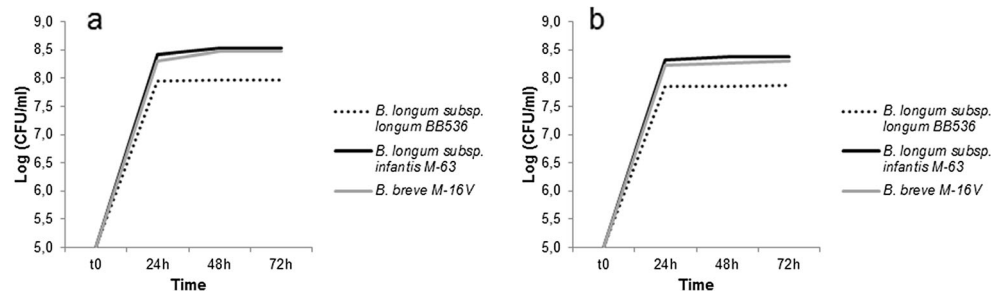 a
Log (CFU/ml)
9,0
8,5
8,0
7,5
7,0
6,5
6,0
5,5
5,0
t0 24h 48h 72h
Time
B. longum subsp.
longum BB536
B. longum subsp.
infantis M-63
B. breve M-16V
b
Log (CFU/ml)
9,0
8,5
8,0
7,5
7,0
6,5
6,0
5,5
5,0
t0 24h 48h 72h
Time
B. longum subsp.
longum BB536
B. longum subsp.
infantis M-63
B. breve M-16V